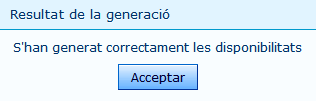 Resultat de la generació
S'han generat correctament les disponibilitats
Acceptar